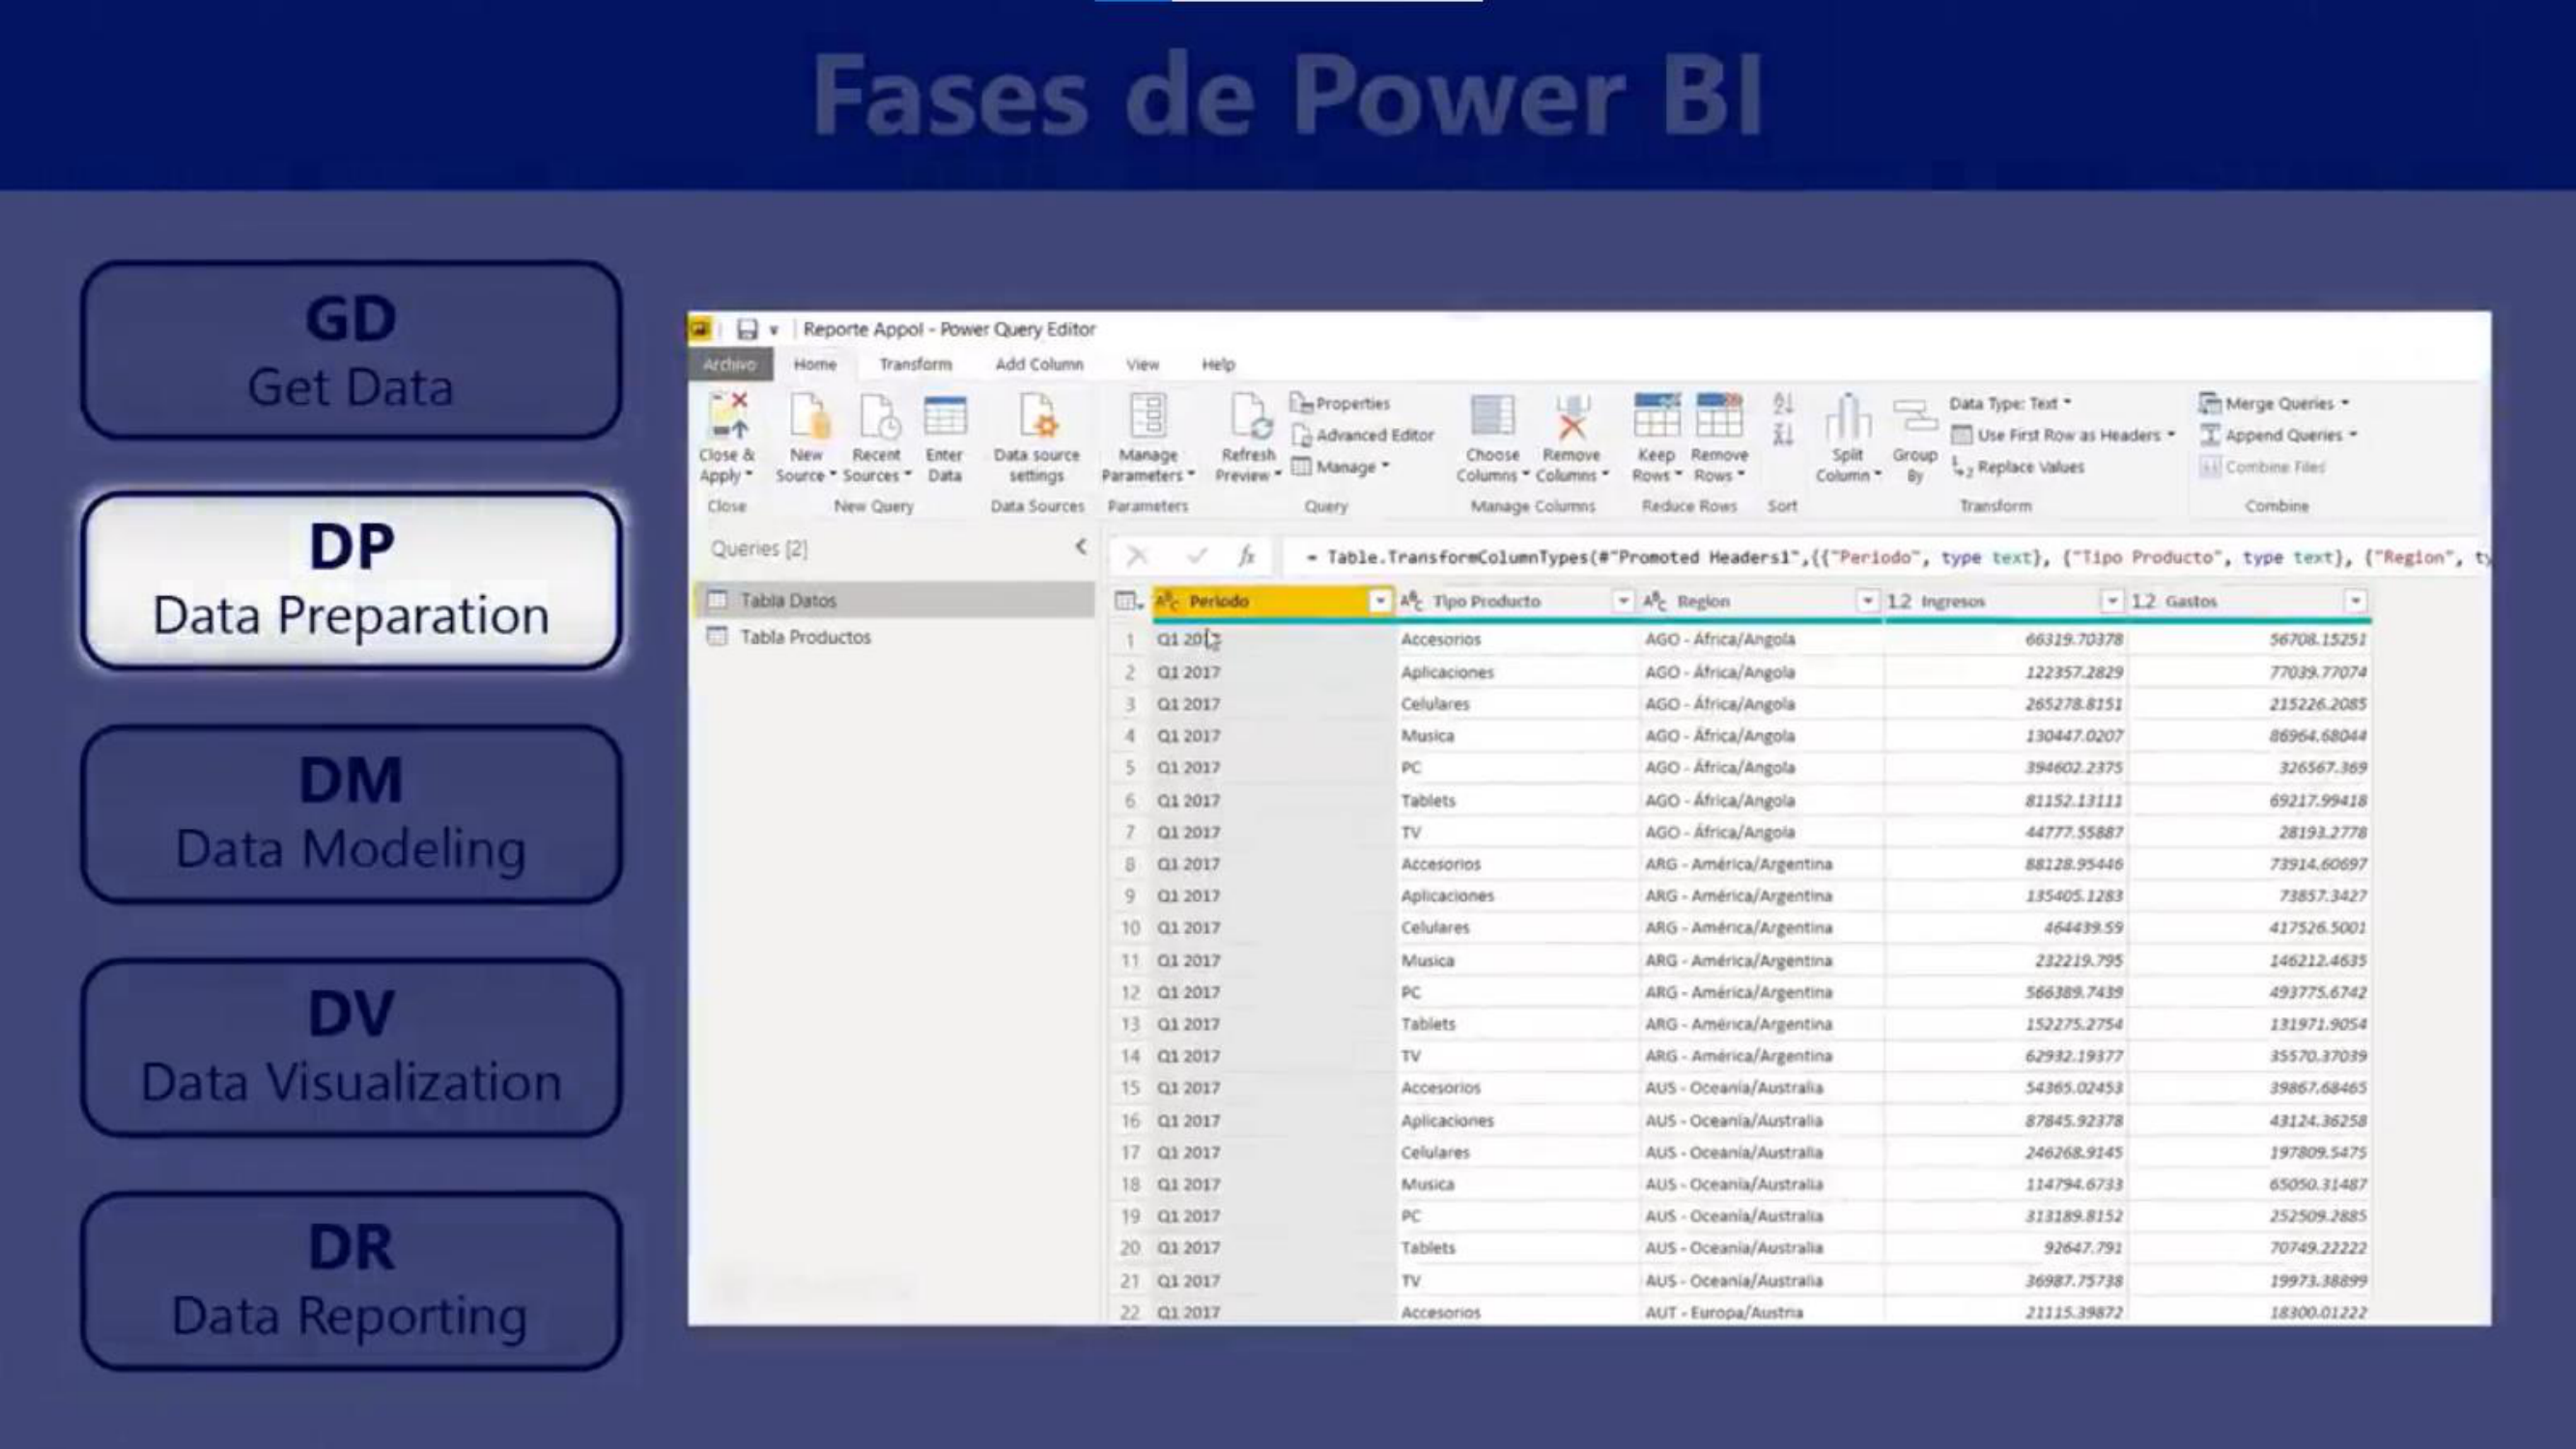 Fases de Power BI
GD
Get Data
DP
Data Preparation
DM
Data Modeling
DV
Data Visualization
DR
Data Reporting
Reporte Appol - Power Query Editor
Archivo Home Transform Add Column View Help
Close & Apply
New Source
Recent Sources
Enter Data
Data source settings
Manage Parameters
Refresh Preview
Properties
Advanced Editor
Manage
Choose Columns
Remove Columns
Keep Rows
Remove Rows
Split Column
Group By
Data Type: Text
Use First Row as Headers
Replace Values
Merge Queries
Append Queries
Combine Files
Close New Query Data Sources Parameters Query Manage Columns Reduce Rows Sort Transform Combine
Queries [2]
Tabla Datos
Tabla Productos
fx = Table.TransformColumnTypes(#"Promoted Headers1",{{"Periodo", type text}, {"Tipo Producto", type text}, {"Region", ty
ABC Periodo ABC Tipo Producto ABC Region 1.2 Ingresos 1.2 Gastos
1 Q1 201 Accesorios AGO - África/Angola 66319.70378 56708.15251
2 Q1 2017 Aplicaciones AGO - África/Angola 122357.2829 77039.77074
3 Q1 2017 Celulares AGO - África/Angola 265278.8151 215226.2085
4 Q1 2017 Musica AGO - África/Angola 130447.0207 86964.68044
5 Q1 2017 PC AGO - África/Angola 394602.2375 326567.369
6 Q1 2017 Tablets AGO - África/Angola 81152.13111 69217.99418
7 Q1 2017 TV AGO - África/Angola 44777.55887 28193.2778
8 Q1 2017 Accesorios ARG - América/Argentina 88128.95446 73914.60697
9 Q1 2017 Aplicaciones ARG - América/Argentina 135405.1283 73857.3427
10 Q1 2017 Celulares ARG - América/Argentina 464439.59 417526.5001
11 Q1 2017 Musica ARG - América/Argentina 232219.795 146212.4635
12 Q1 2017 PC ARG - América/Argentina 566389.7439 493775.6742
13 Q1 2017 Tablets ARG - América/Argentina 152275.2754 131971.9054
14 Q1 2017 TV ARG - América/Argentina 62932.19377 35570.37039
15 Q1 2017 Accesorios AUS - Oceanía/Australia 54365.02453 39867.68465
16 Q1 2017 Aplicaciones AUS - Oceanía/Australia 87845.92378 43124.36258
17 Q1 2017 Celulares AUS - Oceanía/Australia 246268.9145 197809.5475
18 Q1 2017 Musica AUS - Oceanía/Australia 114794.6733 65050.31487
19 Q1 2017 PC AUS - Oceanía/Australia 313189.8152 252509.2885
20 Q1 2017 Tablets AUS - Oceanía/Australia 92647.791 70749.22222
21 Q1 2017 TV AUS - Oceanía/Australia 36987.75738 19973.38899
22 Q1 2017 Accesorios AUT - Europa/Austria 21115.39872 18300.01222